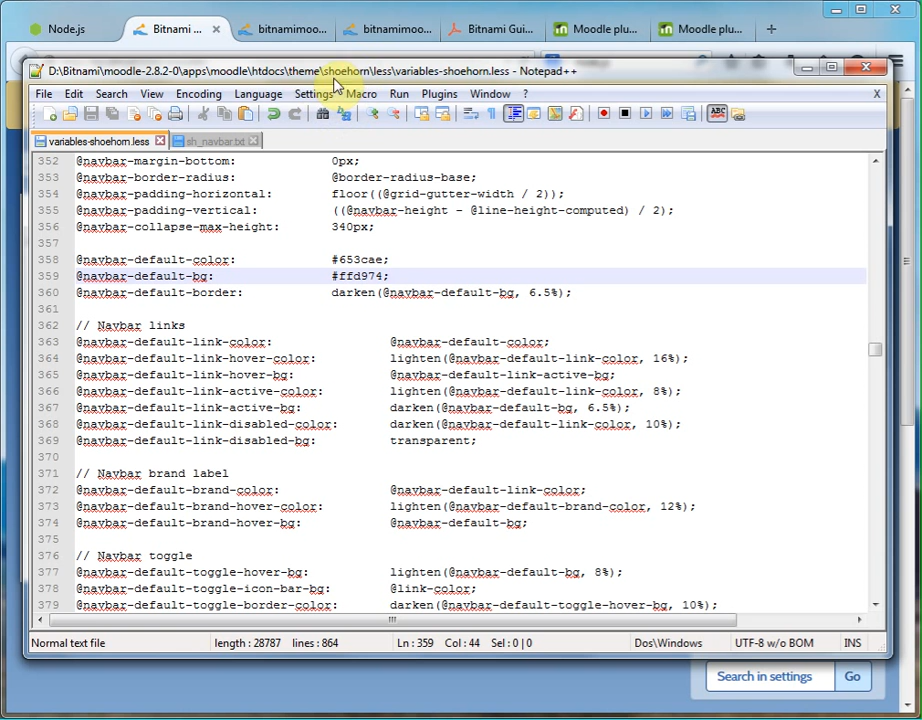 Node.js
Bitnami ...
bitnamimoo...
bitnamimoo...
Bitnami Gui...
Moodle plu...
Moodle plu...
D:\Bitnami\moodle-2.8.2-0\apps\moodle\htdocs\theme\shoehorn\less\variables-shoehorn.less - Notepad++
File Edit Search View Encoding Language Settings Macro Run Plugins Window ? X
variables-shoehorn.less sh_navbar.txt
352 @navbar-margin-bottom: 0px;
353 @navbar-border-radius: @border-radius-base;
354 @navbar-padding-horizontal: floor((@grid-gutter-width / 2));
355 @navbar-padding-vertical: ((@navbar-height - @line-height-computed) / 2);
356 @navbar-collapse-max-height: 340px;
357
358 @navbar-default-color: #653cae;
359 @navbar-default-bg: #ffd974;
360 @navbar-default-border: darken(@navbar-default-bg, 6.5%);
361
362 // Navbar links
363 @navbar-default-link-color: @navbar-default-color;
364 @navbar-default-link-hover-color: lighten(@navbar-default-link-color, 16%);
365 @navbar-default-link-hover-bg: @navbar-default-link-active-bg;
366 @navbar-default-link-active-color: lighten(@navbar-default-link-color, 8%);
367 @navbar-default-link-active-bg: darken(@navbar-default-bg, 6.5%);
368 @navbar-default-link-disabled-color: darken(@navbar-default-link-color, 10%);
369 @navbar-default-link-disabled-bg: transparent;
370
371 // Navbar brand label
372 @navbar-default-brand-color: @navbar-default-link-color;
373 @navbar-default-brand-hover-color: lighten(@navbar-default-brand-color, 12%);
374 @navbar-default-brand-hover-bg: @navbar-default-bg;
375
376 // Navbar toggle
377 @navbar-default-toggle-hover-bg: lighten(@navbar-default-bg, 8%);
378 @navbar-default-toggle-icon-bar-bg: @link-color;
379 @navbar-default-toggle-border-color: darken(@navbar-default-toggle-hover-bg, 10%);
Normal text file length : 28787 lines : 864 Ln : 359 Col : 44 Sel : 0 | 0 Dos\Windows UTF-8 w/o BOM INS
Search in settings Go